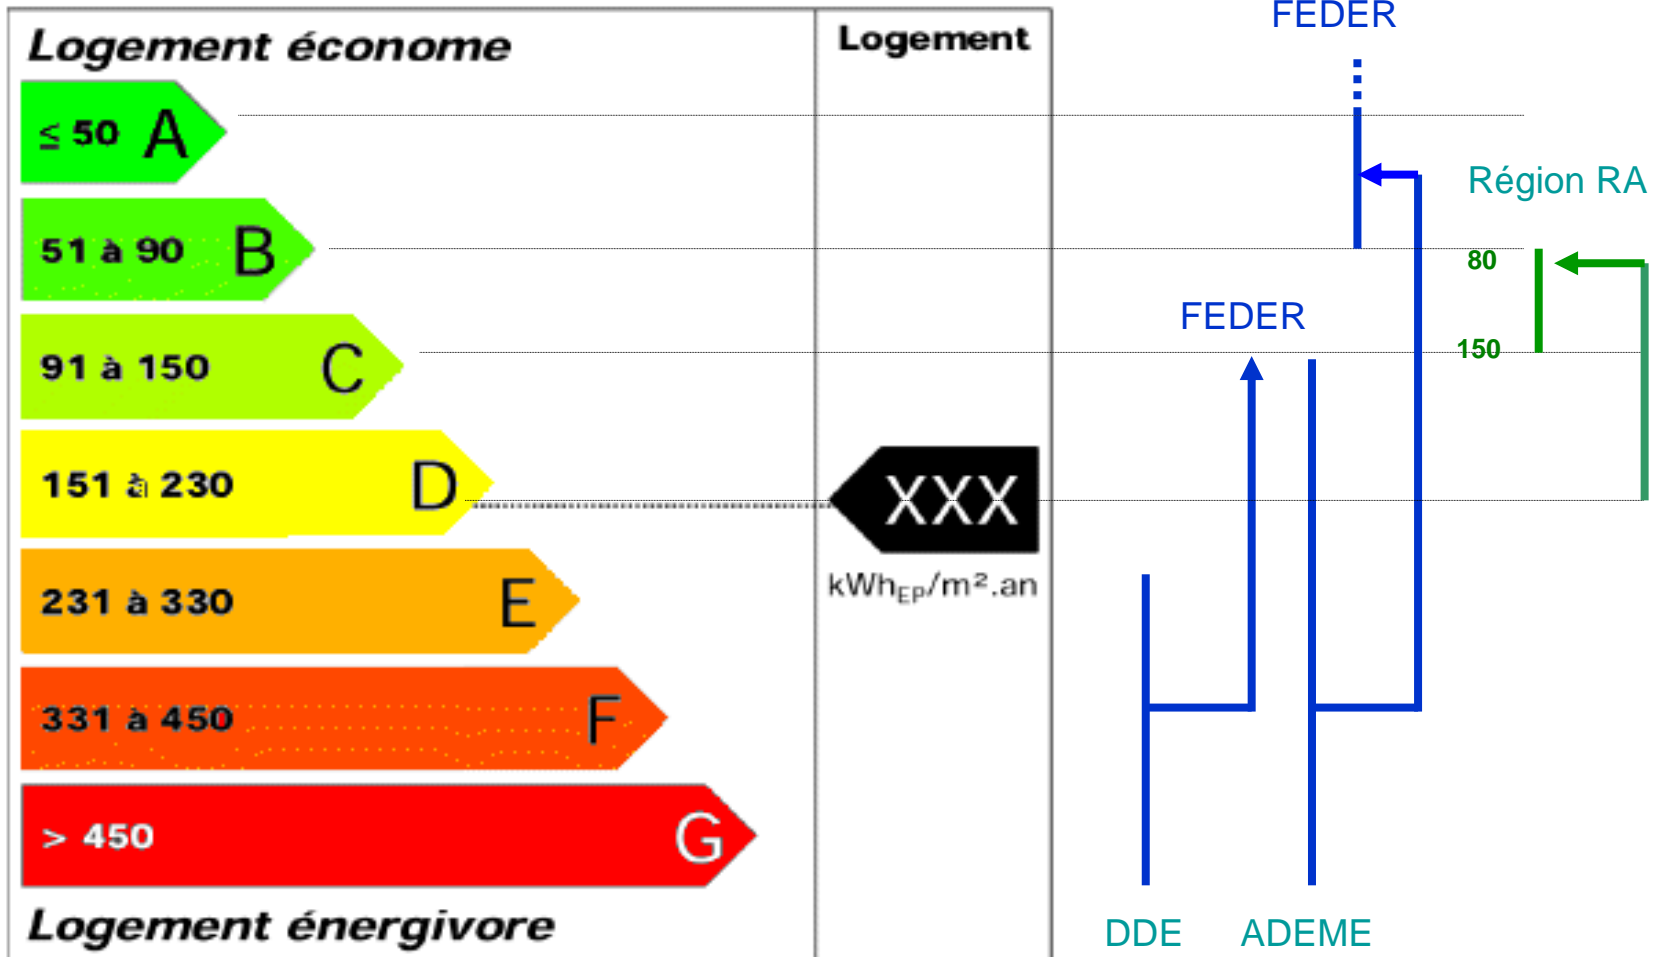 Logement économe
Logement
FEDER
≤ 50 A
Région RA
51 à 90 B
80
FEDER
150
91 à 150 C
151 à 230 D
XXX
kWhEP/m².an
231 à 330 E
331 à 450 F
> 450 G
Logement énergivore
DDE ADEME